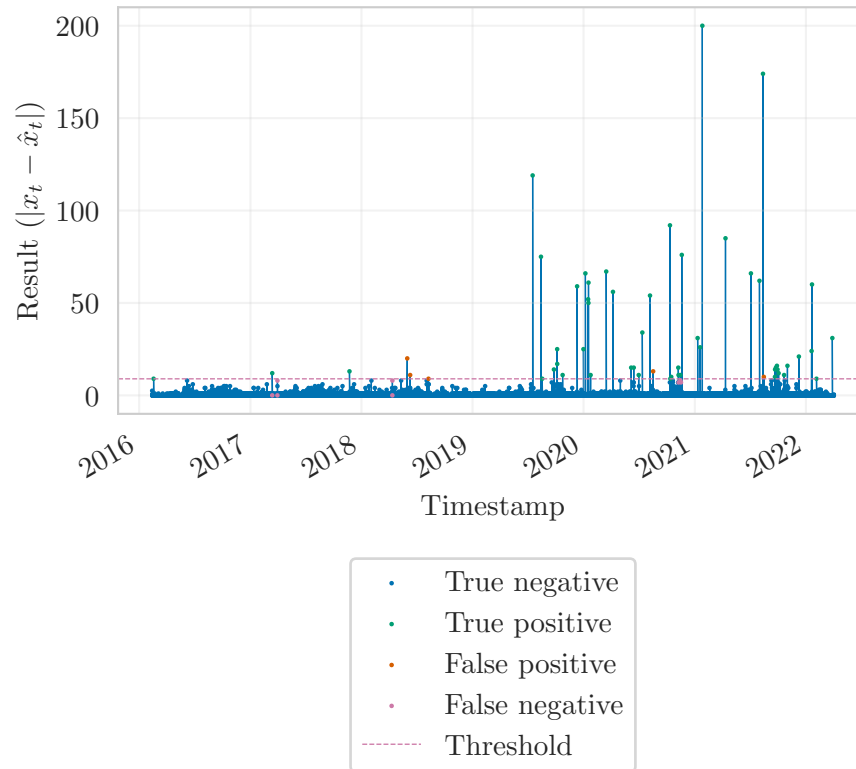 200
150
100
50
0
Result (|x_t − x̂_t|)
2016 2017 2018 2019 2020 2021 2022
Timestamp
True negative
True positive
False positive
False negative
Threshold